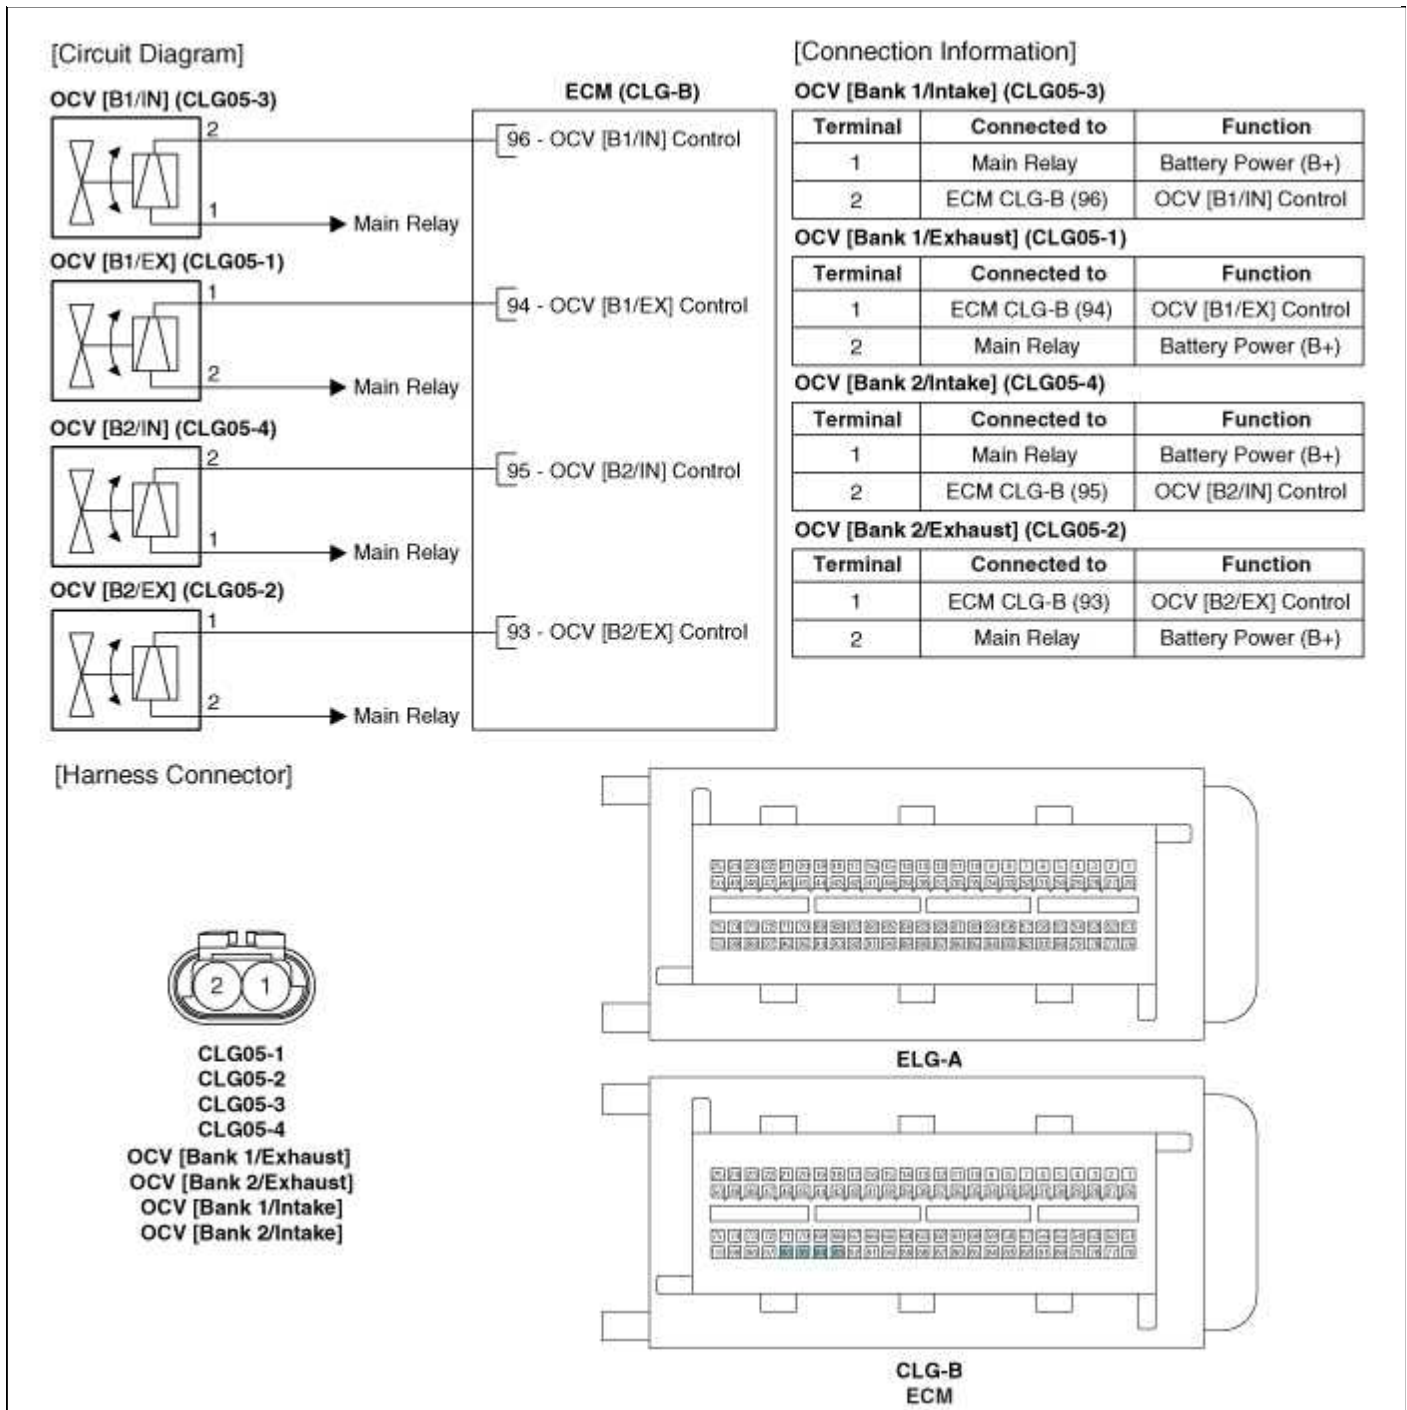 [Circuit Diagram]
OCV [B1/IN] (CLG05-3)
ECM (CLG-B)
2
96 - OCV [B1/IN] Control
1
Main Relay
OCV [B1/EX] (CLG05-1)
1
94 - OCV [B1/EX] Control
2
Main Relay
OCV [B2/IN] (CLG05-4)
2
95 - OCV [B2/IN] Control
1
Main Relay
OCV [B2/EX] (CLG05-2)
1
93 - OCV [B2/EX] Control
2
Main Relay
[Connection Information]
OCV [Bank 1/Intake] (CLG05-3)
Terminal Connected to Function
1 Main Relay Battery Power (B+)
2 ECM CLG-B (96) OCV [B1/IN] Control
OCV [Bank 1/Exhaust] (CLG05-1)
Terminal Connected to Function
1 ECM CLG-B (94) OCV [B1/EX] Control
2 Main Relay Battery Power (B+)
OCV [Bank 2/Intake] (CLG05-4)
Terminal Connected to Function
1 Main Relay Battery Power (B+)
2 ECM CLG-B (95) OCV [B2/IN] Control
OCV [Bank 2/Exhaust] (CLG05-2)
Terminal Connected to Function
1 ECM CLG-B (93) OCV [B2/EX] Control
2 Main Relay Battery Power (B+)
[Harness Connector]
2 1
CLG05-1
CLG05-2
CLG05-3
CLG05-4
OCV [Bank 1/Exhaust]
OCV [Bank 2/Exhaust]
OCV [Bank 1/Intake]
OCV [Bank 2/Intake]
ELG-A
CLG-B
ECM